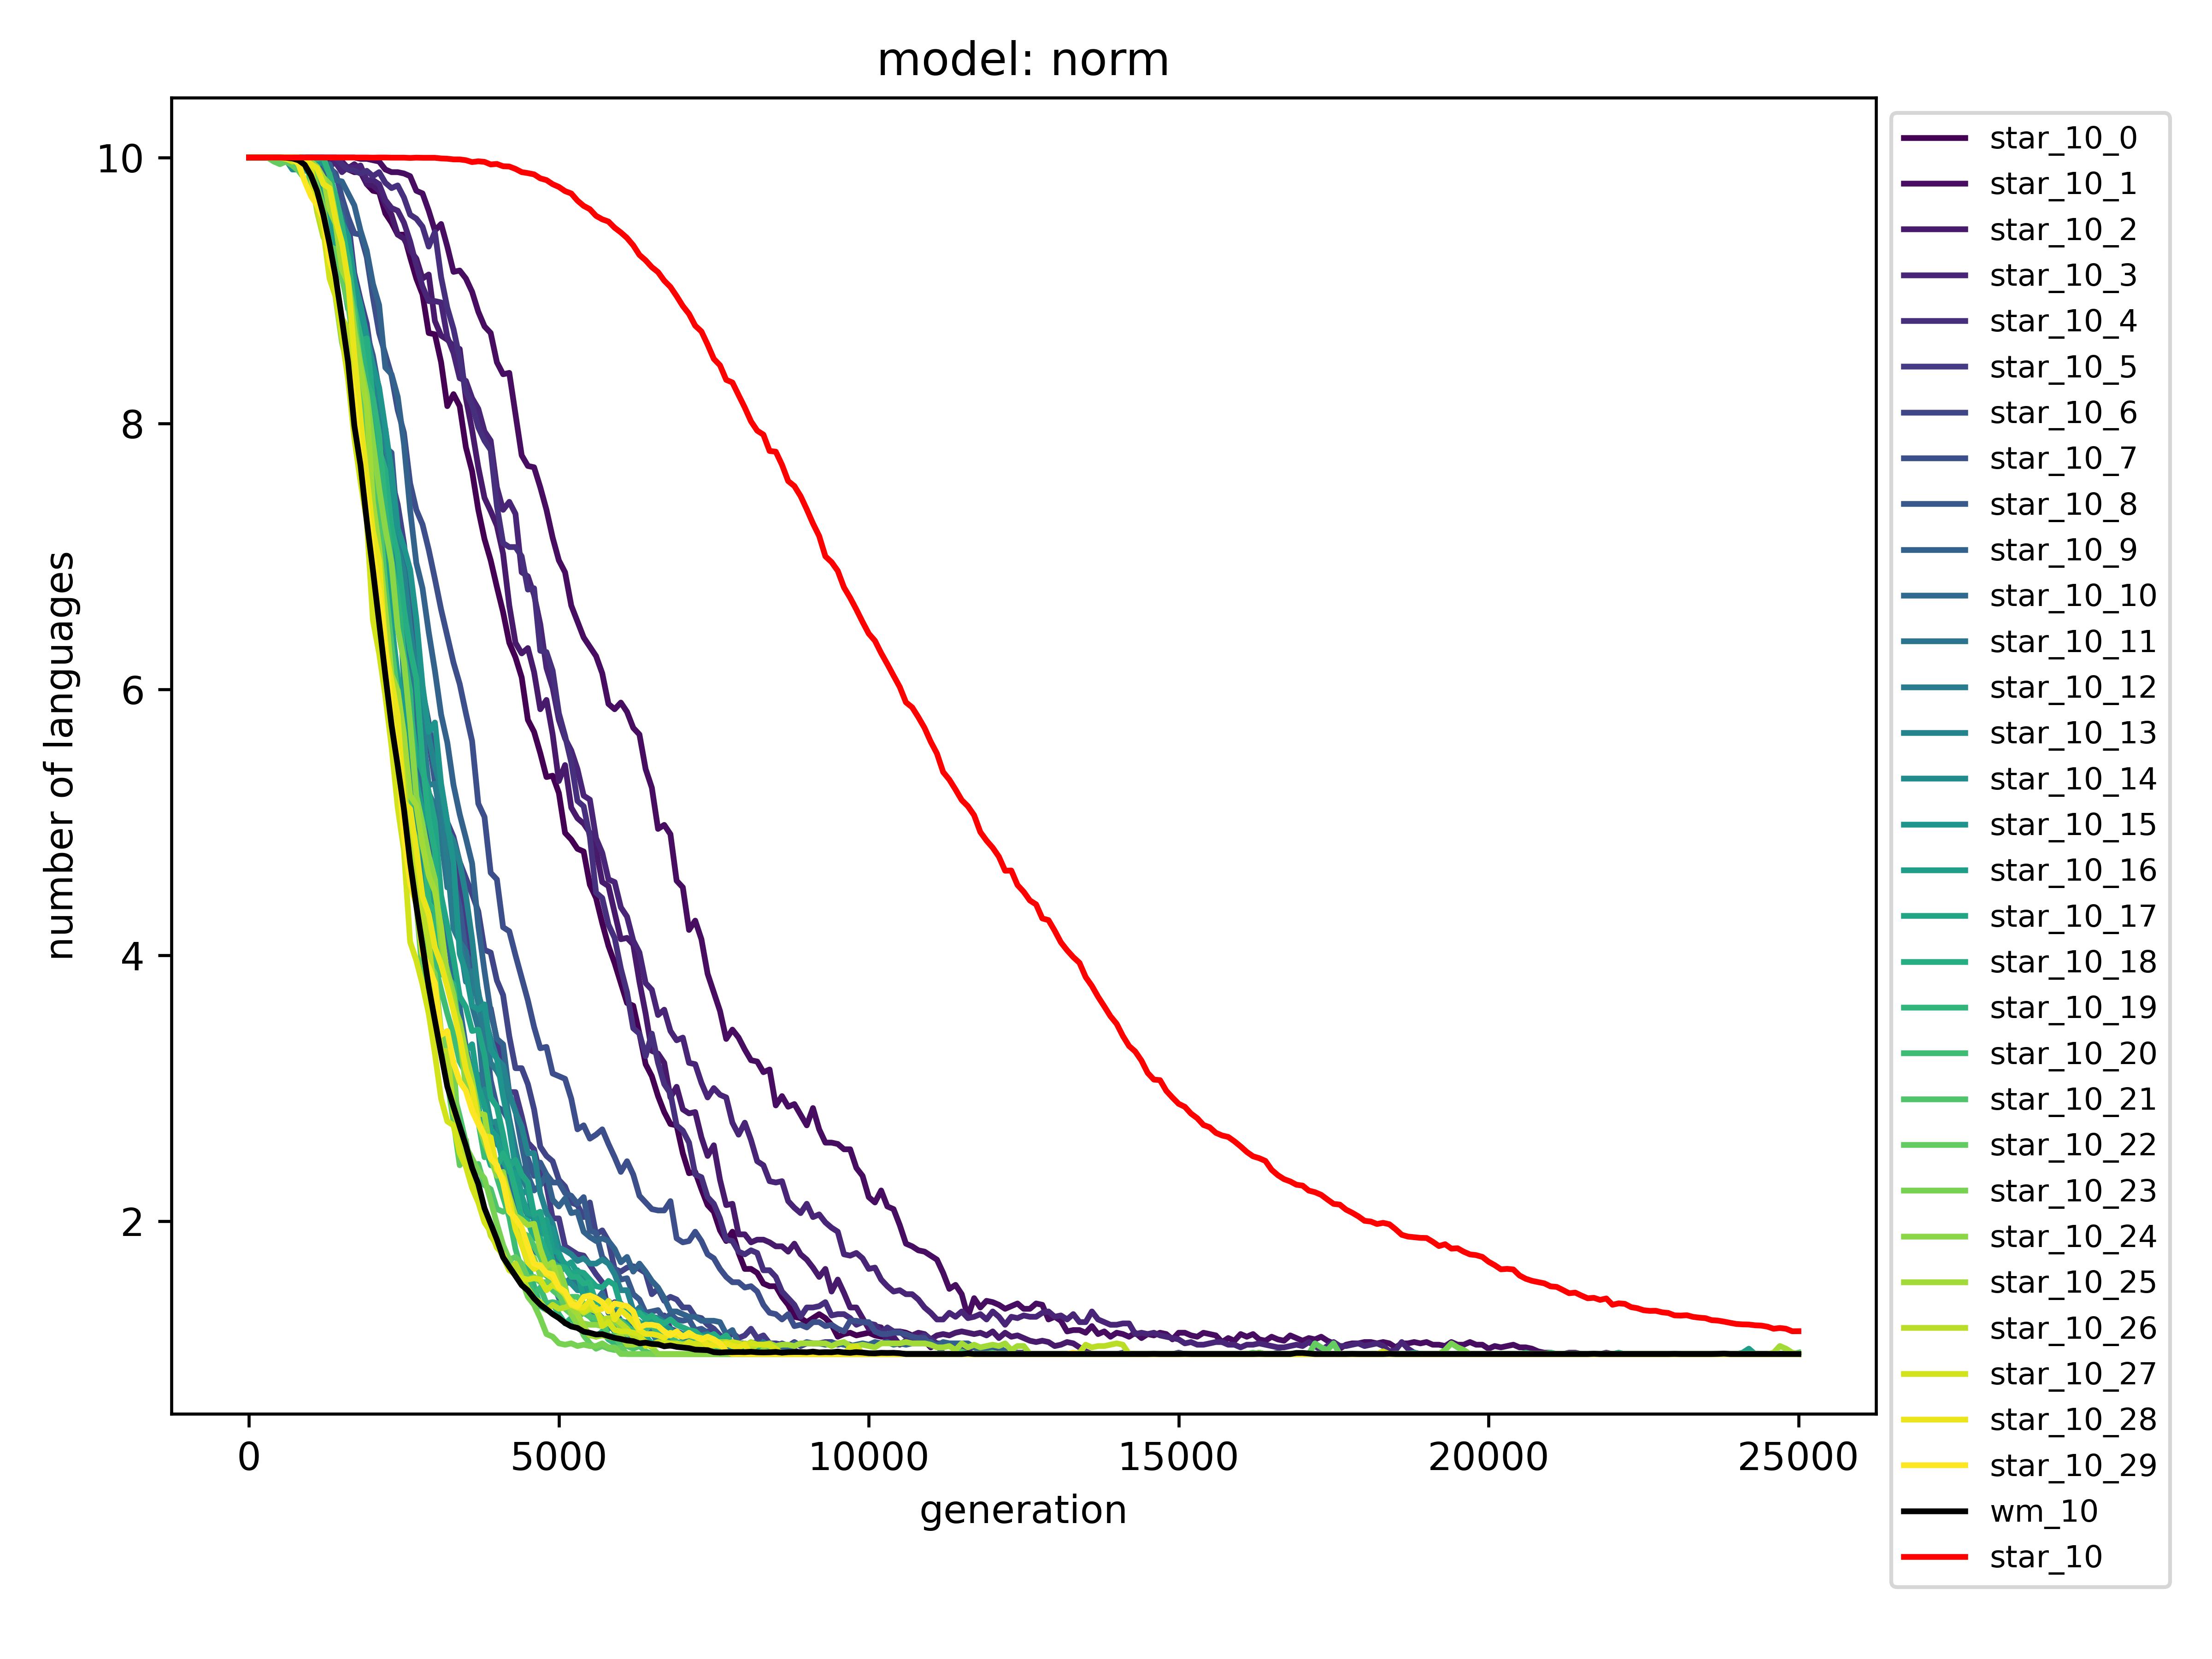 model: norm
number of languages
10
8
6
4
2
0
5000
10000
15000
20000
25000
generation
star_10_0
star_10_1
star_10_2
star_10_3
star_10_4
star_10_5
star_10_6
star_10_7
star_10_8
star_10_9
star_10_10
star_10_11
star_10_12
star_10_13
star_10_14
star_10_15
star_10_16
star_10_17
star_10_18
star_10_19
star_10_20
star_10_21
star_10_22
star_10_23
star_10_24
star_10_25
star_10_26
star_10_27
star_10_28
star_10_29
wm_10
star_10